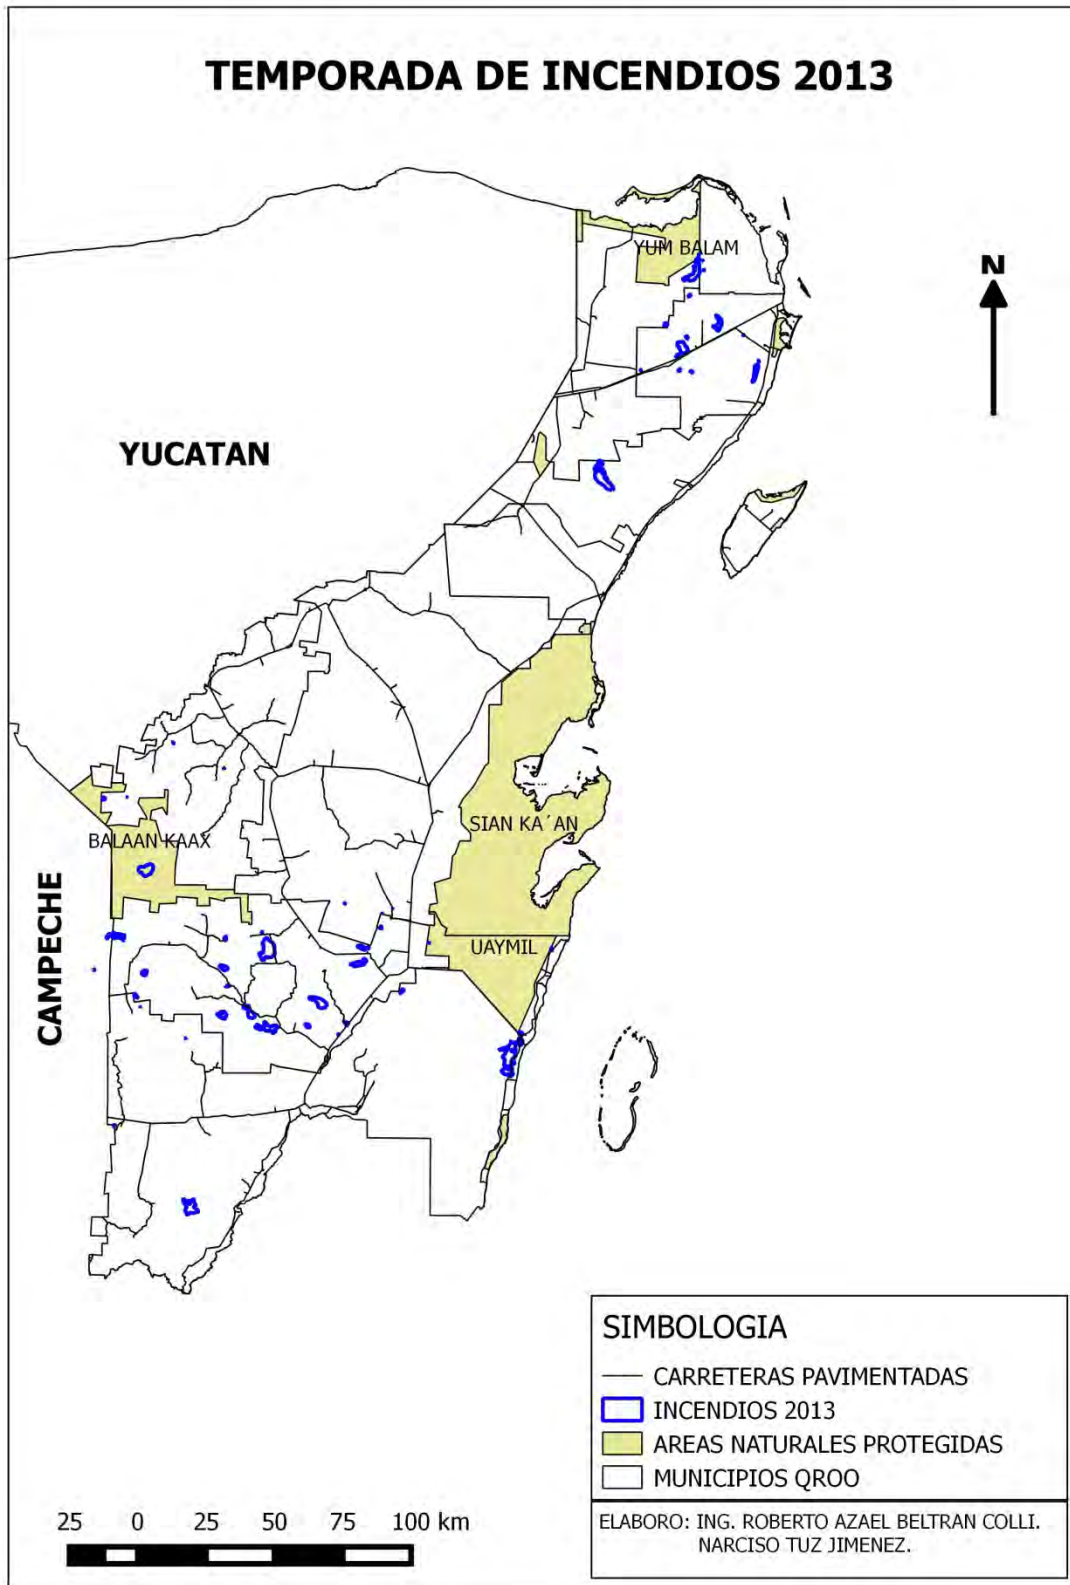 TEMPORADA DE INCENDIOS 2013
YUM BALAM
N
YUCATAN
SIAN KA´AN
BALAAN KAAX
CAMPECHE
UAYMIL
SIMBOLOGIA
CARRETERAS PAVIMENTADAS
INCENDIOS 2013
AREAS NATURALES PROTEGIDAS
MUNICIPIOS QROO
25 0 25 50 75 100 km
ELABORO: ING. ROBERTO AZAEL BELTRAN COLLI.
NARCISO TUZ JIMENEZ.